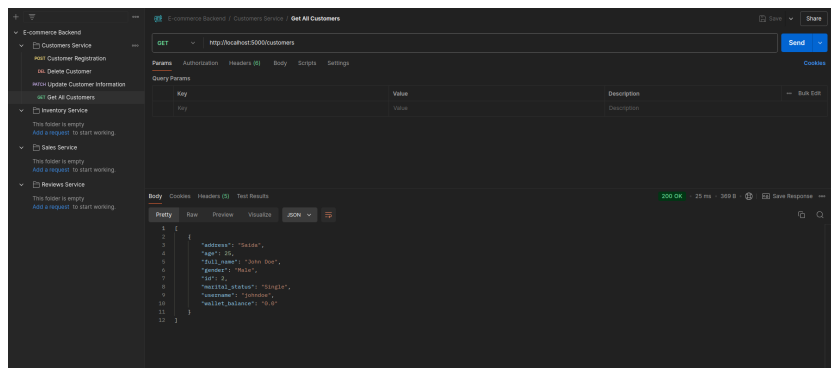 E-commerce Backend / Customers Service / Get All Customers
Save
Share
E-commerce Backend
Customers Service
POST Customer Registration
DEL Delete Customer
PATCH Update Customer Information
GET Get All Customers
Inventory Service
This folder is empty
Add a request to start working.
Sales Service
This folder is empty
Add a request to start working.
Reviews Service
This folder is empty
Add a request to start working.
GET
http://localhost:5000/customers
Send
Params Authorization Headers (6) Body Scripts Settings
Cookies
Query Params
Key Value Description
Bulk Edit
Key Value Description
Body Cookies Headers (5) Test Results
200 OK · 25 ms · 369 B
Save Response
Pretty Raw Preview Visualize JSON
1 [
2 {
3 "address": "Saida",
4 "age": 25,
5 "full_name": "John Doe",
6 "gender": "Male",
7 "id": 2,
8 "marital_status": "Single",
9 "username": "johndoe",
10 "wallet_balance": "0.0"
11 }
12 ]